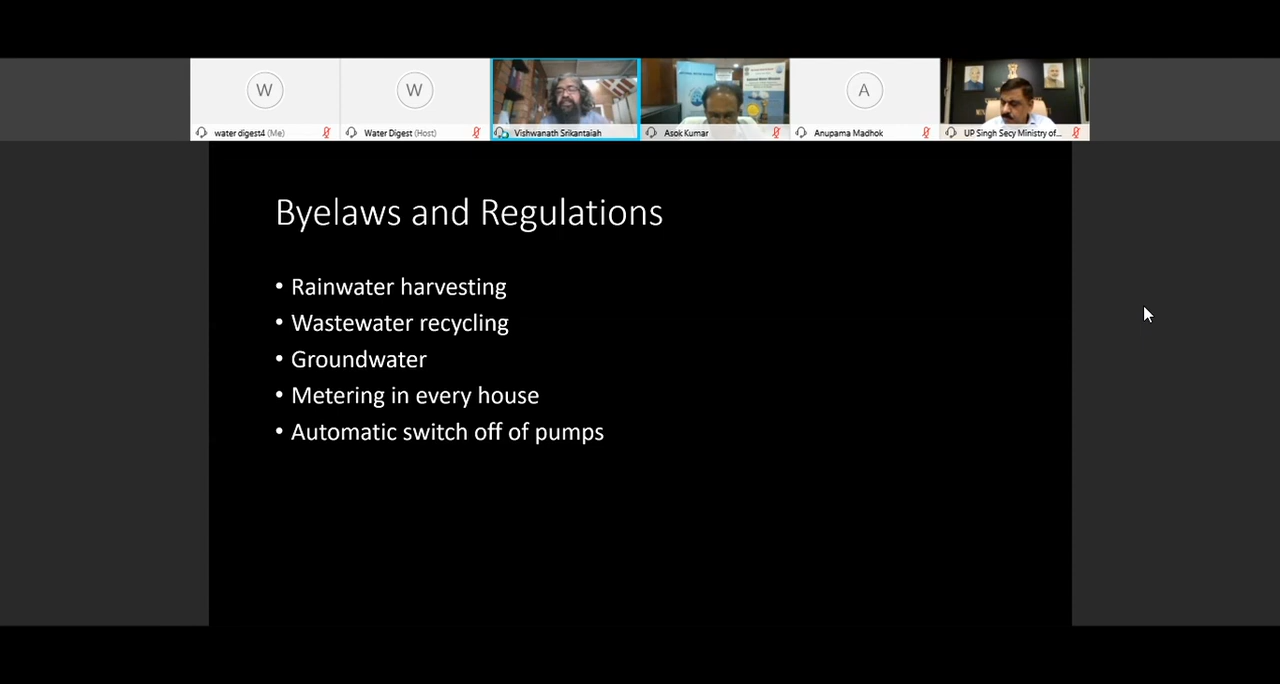 W
W
A
water digest4 (Me)
Water Digest (Host)
Vishwanath Srikantaiah
Asok Kumar
Anupama Madhok
UP Singh Secy Ministry of...
Byelaws and Regulations
• Rainwater harvesting
• Wastewater recycling
• Groundwater
• Metering in every house
• Automatic switch off of pumps